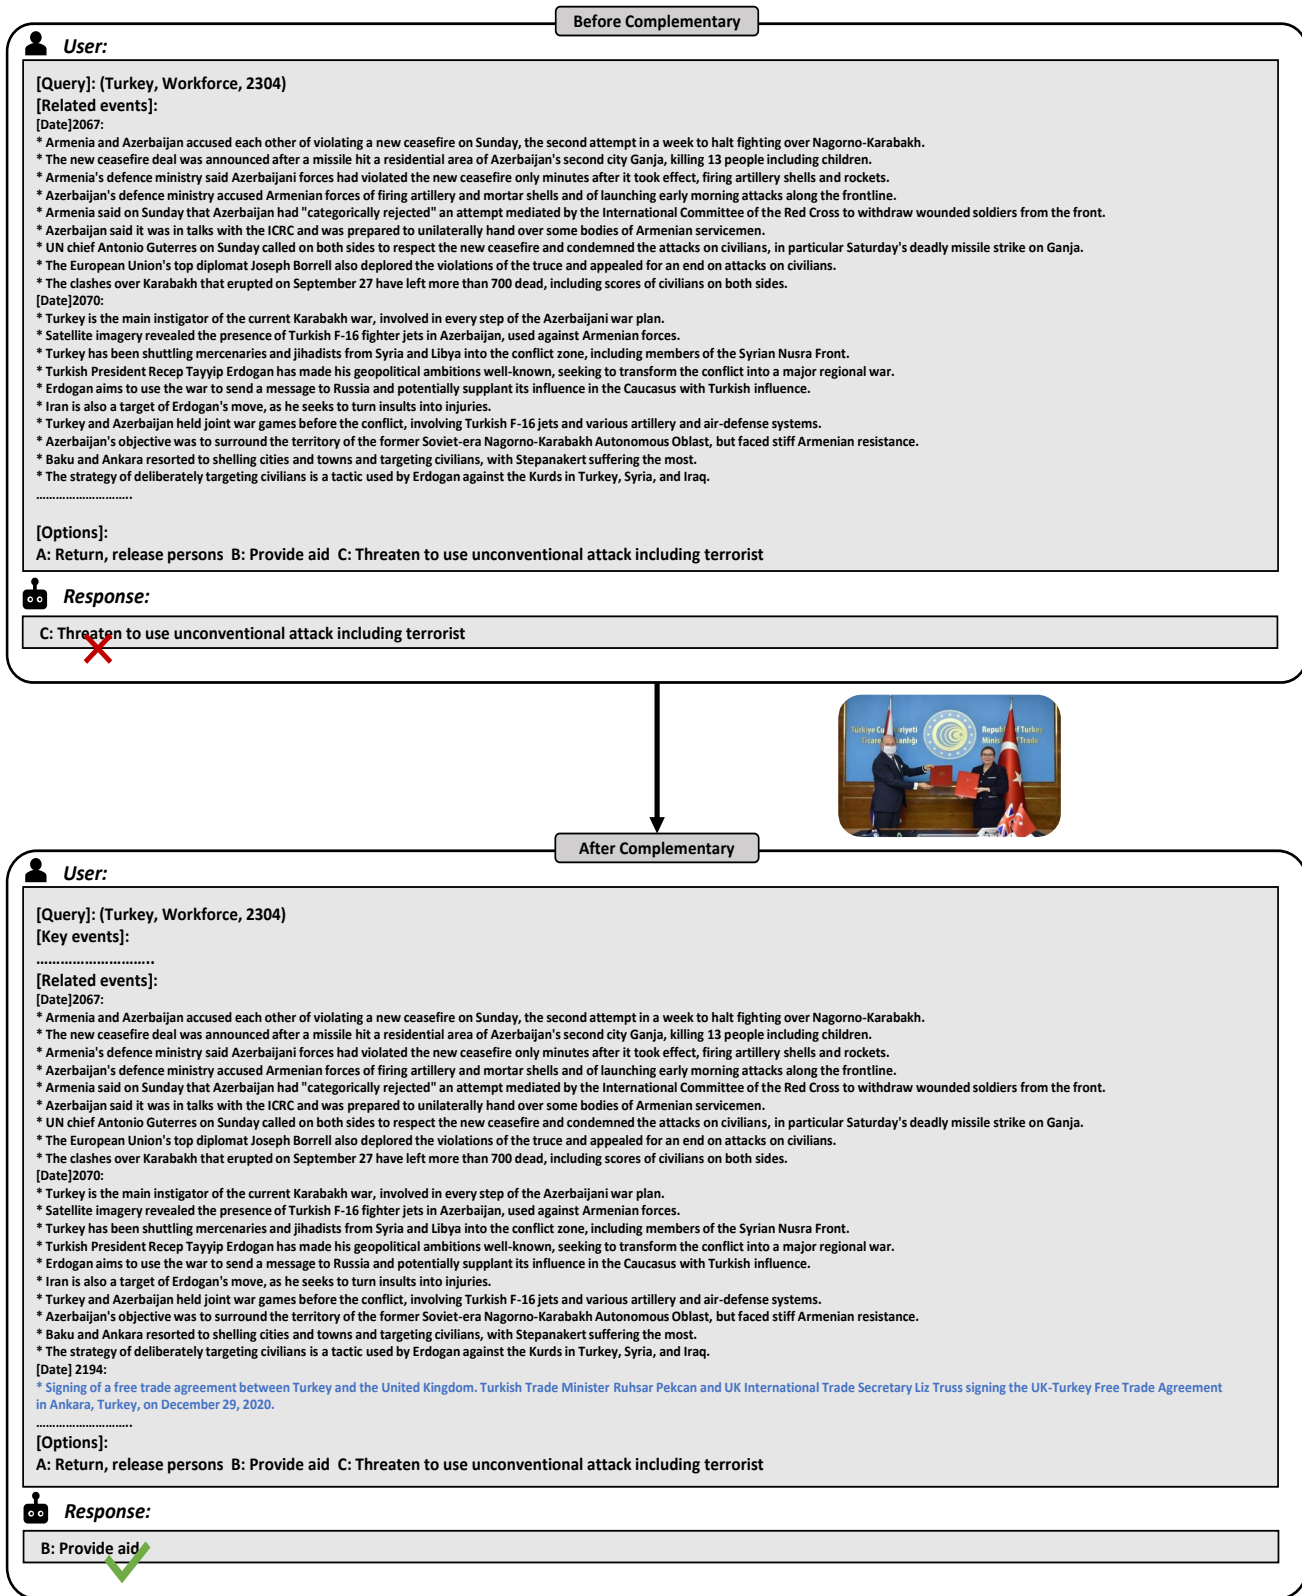 Before Complementary
User:
[Query]: (Turkey, Workforce, 2304)
[Related events]:
[Date]2067:
* Armenia and Azerbaijan accused each other of violating a new ceasefire on Sunday, the second attempt in a week to halt fighting over Nagorno-Karabakh.
* The new ceasefire deal was announced after a missile hit a residential area of Azerbaijan's second city Ganja, killing 13 people including children.
* Armenia's defence ministry said Azerbaijani forces had violated the new ceasefire only minutes after it took effect, firing artillery shells and rockets.
* Azerbaijan's defence ministry accused Armenian forces of firing artillery and mortar shells and of launching early morning attacks along the frontline.
* Armenia said on Sunday that Azerbaijan had "categorically rejected" an attempt mediated by the International Committee of the Red Cross to withdraw wounded soldiers from the front.
* Azerbaijan said it was in talks with the ICRC and was prepared to unilaterally hand over some bodies of Armenian servicemen.
* UN chief Antonio Guterres on Sunday called on both sides to respect the new ceasefire and condemned the attacks on civilians, in particular Saturday's deadly missile strike on Ganja.
* The European Union's top diplomat Joseph Borrell also deplored the violations of the truce and appealed for an end on attacks on civilians.
* The clashes over Karabakh that erupted on September 27 have left more than 700 dead, including scores of civilians on both sides.
[Date]2070:
* Turkey is the main instigator of the current Karabakh war, involved in every step of the Azerbaijani war plan.
* Satellite imagery revealed the presence of Turkish F-16 fighter jets in Azerbaijan, used against Armenian forces.
* Turkey has been shuttling mercenaries and jihadists from Syria and Libya into the conflict zone, including members of the Syrian Nusra Front.
* Turkish President Recep Tayyip Erdogan has made his geopolitical ambitions well-known, seeking to transform the conflict into a major regional war.
* Erdogan aims to use the war to send a message to Russia and potentially supplant its influence in the Caucasus with Turkish influence.
* Iran is also a target of Erdogan's move, as he seeks to turn insults into injuries.
* Turkey and Azerbaijan held joint war games before the conflict, involving Turkish F-16 jets and various artillery and air-defense systems.
* Azerbaijan's objective was to surround the territory of the former Soviet-era Nagorno-Karabakh Autonomous Oblast, but faced stiff Armenian resistance.
* Baku and Ankara resorted to shelling cities and towns and targeting civilians, with Stepanakert suffering the most.
* The strategy of deliberately targeting civilians is a tactic used by Erdogan against the Kurds in Turkey, Syria, and Iraq.
………………………..
[Options]:
A: Return, release persons B: Provide aid C: Threaten to use unconventional attack including terrorist
Response:
C: Threaten to use unconventional attack including terrorist
Türkiye
Republ of Turkey
Ticare
Minis Trade
After Complementary
User:
[Query]: (Turkey, Workforce, 2304)
[Key events]:
………………………..
[Related events]:
[Date]2067:
* Armenia and Azerbaijan accused each other of violating a new ceasefire on Sunday, the second attempt in a week to halt fighting over Nagorno-Karabakh.
* The new ceasefire deal was announced after a missile hit a residential area of Azerbaijan's second city Ganja, killing 13 people including children.
* Armenia's defence ministry said Azerbaijani forces had violated the new ceasefire only minutes after it took effect, firing artillery shells and rockets.
* Azerbaijan's defence ministry accused Armenian forces of firing artillery and mortar shells and of launching early morning attacks along the frontline.
* Armenia said on Sunday that Azerbaijan had "categorically rejected" an attempt mediated by the International Committee of the Red Cross to withdraw wounded soldiers from the front.
* Azerbaijan said it was in talks with the ICRC and was prepared to unilaterally hand over some bodies of Armenian servicemen.
* UN chief Antonio Guterres on Sunday called on both sides to respect the new ceasefire and condemned the attacks on civilians, in particular Saturday's deadly missile strike on Ganja.
* The European Union's top diplomat Joseph Borrell also deplored the violations of the truce and appealed for an end on attacks on civilians.
* The clashes over Karabakh that erupted on September 27 have left more than 700 dead, including scores of civilians on both sides.
[Date]2070:
* Turkey is the main instigator of the current Karabakh war, involved in every step of the Azerbaijani war plan.
* Satellite imagery revealed the presence of Turkish F-16 fighter jets in Azerbaijan, used against Armenian forces.
* Turkey has been shuttling mercenaries and jihadists from Syria and Libya into the conflict zone, including members of the Syrian Nusra Front.
* Turkish President Recep Tayyip Erdogan has made his geopolitical ambitions well-known, seeking to transform the conflict into a major regional war.
* Erdogan aims to use the war to send a message to Russia and potentially supplant its influence in the Caucasus with Turkish influence.
* Iran is also a target of Erdogan's move, as he seeks to turn insults into injuries.
* Turkey and Azerbaijan held joint war games before the conflict, involving Turkish F-16 jets and various artillery and air-defense systems.
* Azerbaijan's objective was to surround the territory of the former Soviet-era Nagorno-Karabakh Autonomous Oblast, but faced stiff Armenian resistance.
* Baku and Ankara resorted to shelling cities and towns and targeting civilians, with Stepanakert suffering the most.
* The strategy of deliberately targeting civilians is a tactic used by Erdogan against the Kurds in Turkey, Syria, and Iraq.
[Date] 2194:
* Signing of a free trade agreement between Turkey and the United Kingdom. Turkish Trade Minister Ruhsar Pekcan and UK International Trade Secretary Liz Truss signing the UK-Turkey Free Trade Agreement
in Ankara, Turkey, on December 29, 2020.
………………………..
[Options]:
A: Return, release persons B: Provide aid C: Threaten to use unconventional attack including terrorist
Response:
B: Provide aid